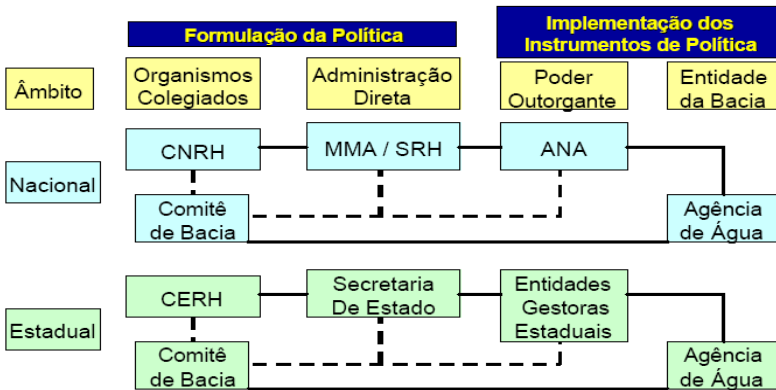 Formulação da Política
Implementação dos
Instrumentos de Política
Âmbito
Organismos
Colegiados
Administração
Direta
Poder
Outorgante
Entidade
da Bacia
Nacional
CNRH
MMA / SRH
ANA
Comitê
de Bacia
Agência
de Água
Estadual
CERH
Secretaria
De Estado
Entidades
Gestoras
Estaduais
Comitê
de Bacia
Agência
de Água